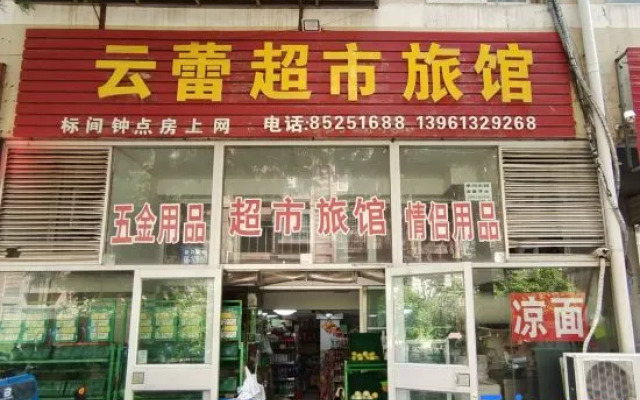 云蕾超市旅馆
标间钟点房上网 电话:85251688 13961329268
五金用品 超市旅馆 情侣用品
凉面